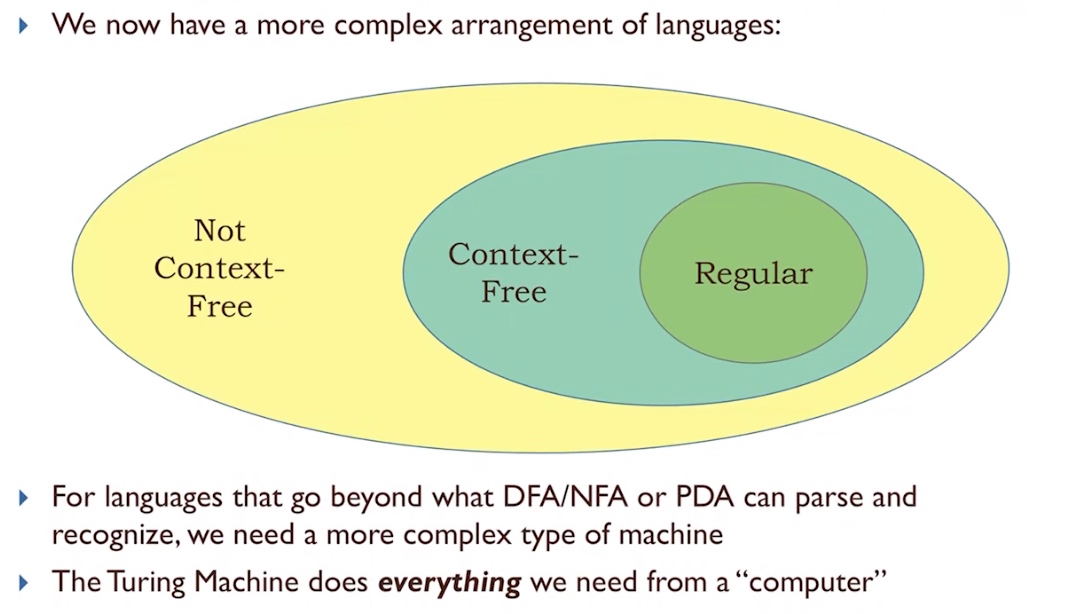 We now have a more complex arrangement of languages:
Not
Context-
Free
Context-
Free
Regular
For languages that go beyond what DFA/NFA or PDA can parse and
recognize, we need a more complex type of machine
The Turing Machine does everything we need from a “computer”